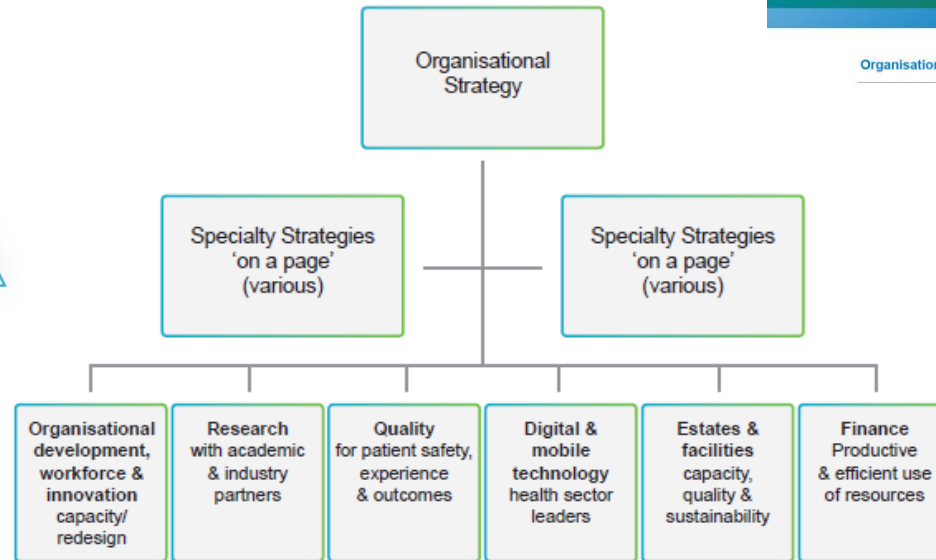 Organisational
Strategy
Organisation
Specialty Strategies
‘on a page’
(various)
Specialty Strategies
‘on a page’
(various)
Organisational
development,
workforce &
innovation
capacity/
redesign
Research
with academic
& industry
partners
Quality
for patient safety,
experience
& outcomes
Digital &
mobile
technology
health sector
leaders
Estates &
facilities
capacity,
quality &
sustainability
Finance
Productive
& efficient use
of resources